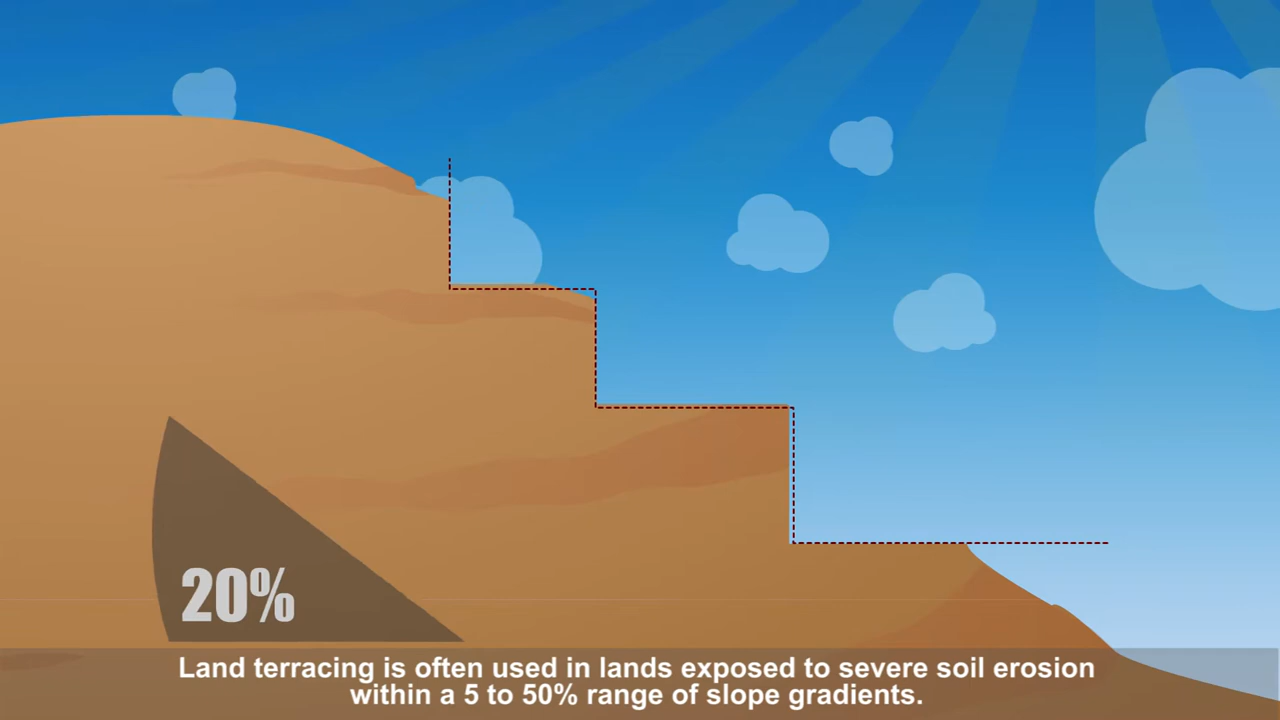 20%
Land terracing is often used in lands exposed to severe soil erosion
within a 5 to 50% range of slope gradients.